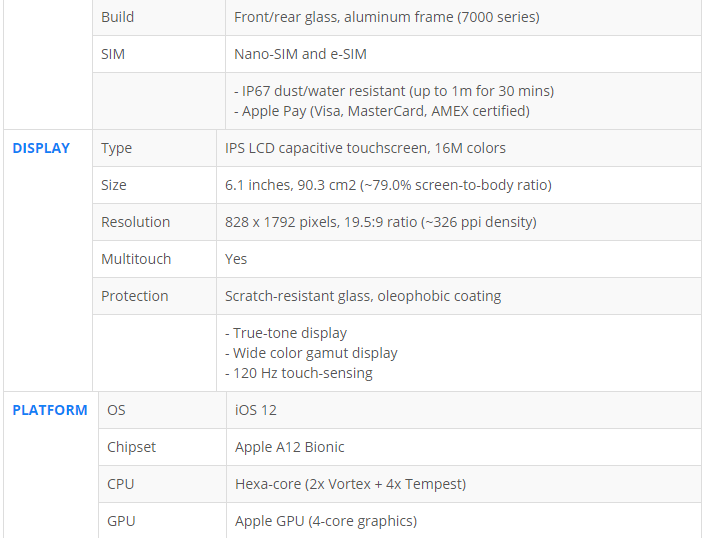 Build Front/rear glass, aluminum frame (7000 series)
SIM Nano-SIM and e-SIM
- IP67 dust/water resistant (up to 1m for 30 mins)
- Apple Pay (Visa, MasterCard, AMEX certified)
DISPLAY Type IPS LCD capacitive touchscreen, 16M colors
Size 6.1 inches, 90.3 cm2 (~79.0% screen-to-body ratio)
Resolution 828 x 1792 pixels, 19.5:9 ratio (~326 ppi density)
Multitouch Yes
Protection Scratch-resistant glass, oleophobic coating
- True-tone display
- Wide color gamut display
- 120 Hz touch-sensing
PLATFORM OS iOS 12
Chipset Apple A12 Bionic
CPU Hexa-core (2x Vortex + 4x Tempest)
GPU Apple GPU (4-core graphics)